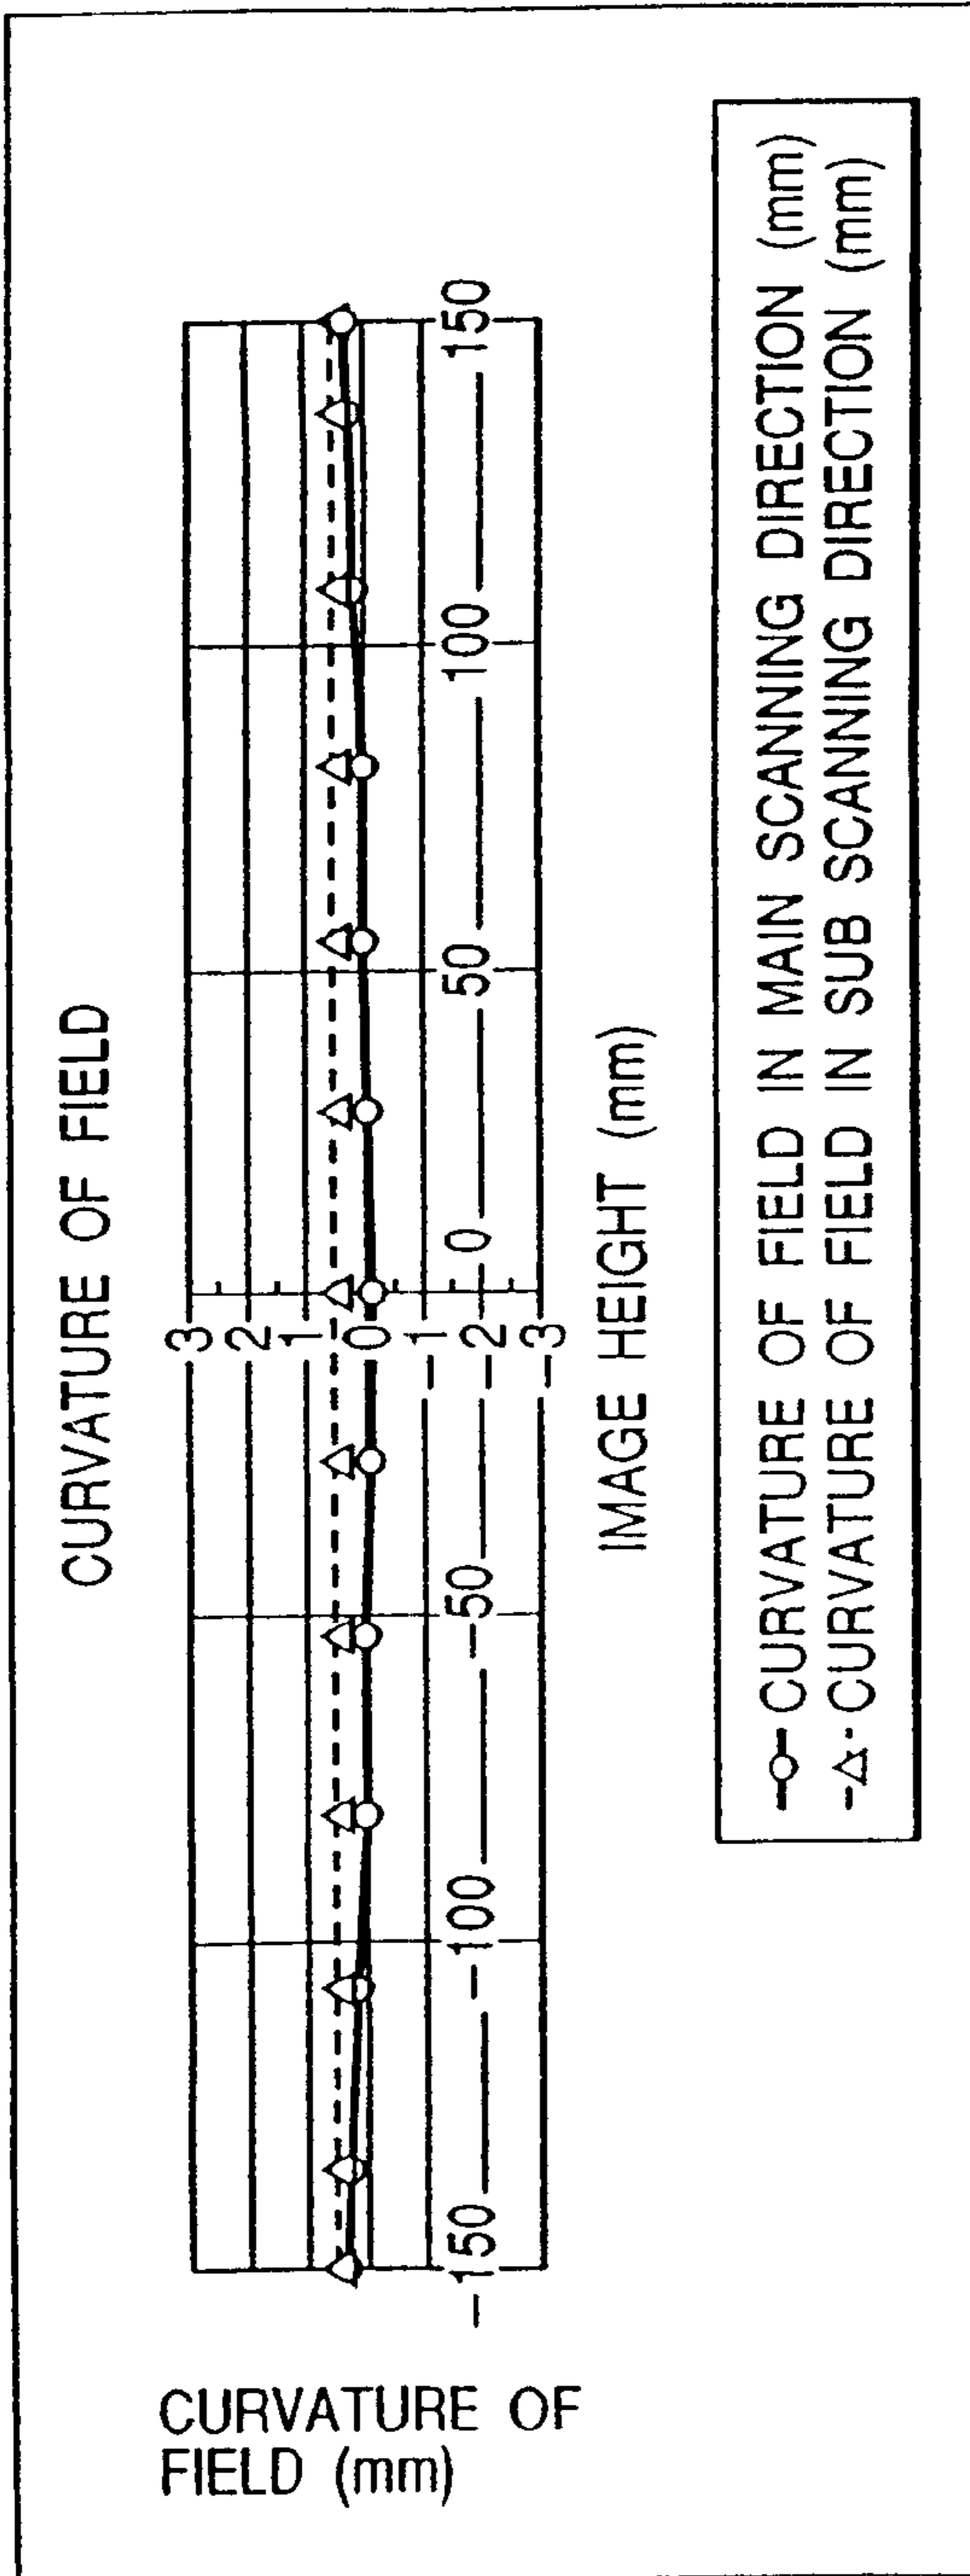 CURVATURE OF FIELD
CURVATURE OF
FIELD (mm)
3
2
1
0
-1
-2
-3
-150
-100
-50
0
50
100
150
IMAGE HEIGHT (mm)
CURVATURE OF FIELD IN MAIN SCANNING DIRECTION (mm)
CURVATURE OF FIELD IN SUB SCANNING DIRECTION (mm)